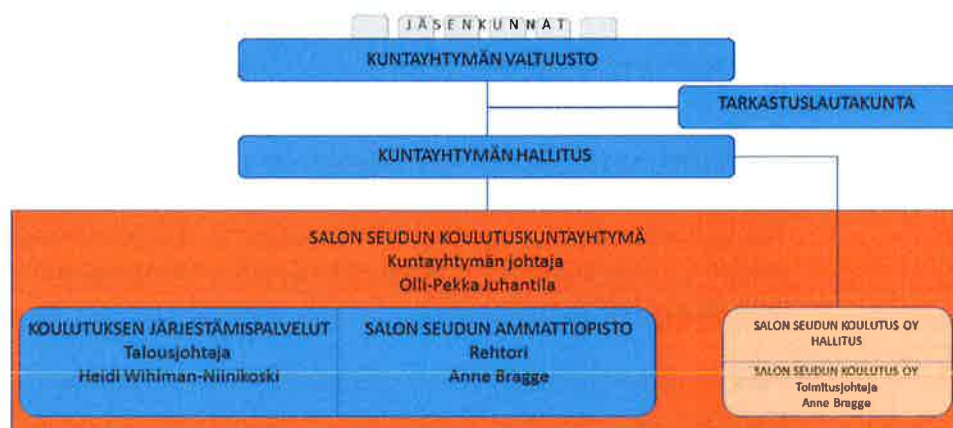 JÄSENKUNNAT
KUNTAYHTYMÄN VALTUUSTO
TARKASTUSLAUTAKUNTA
KUNTAYHTYMÄN HALLITUS
SALON SEUDUN KOULUTUSKUNTAYHTYMÄ
Kuntayhtymän johtaja
Olli-Pekka Juhantila
KOULUTUKSEN JÄRJESTÄMISPALVELUT
Talousjohtaja
Heidi Wihlman-Niinikoski
SALON SEUDUN AMMATTIOPISTO
Rehtori
Anne Bragge
SALON SEUDUN KOULUTUS OY
HALLITUS
SALON SEUDUN KOULUTUS OY
Toimitusjohtaja
Anne Bragge